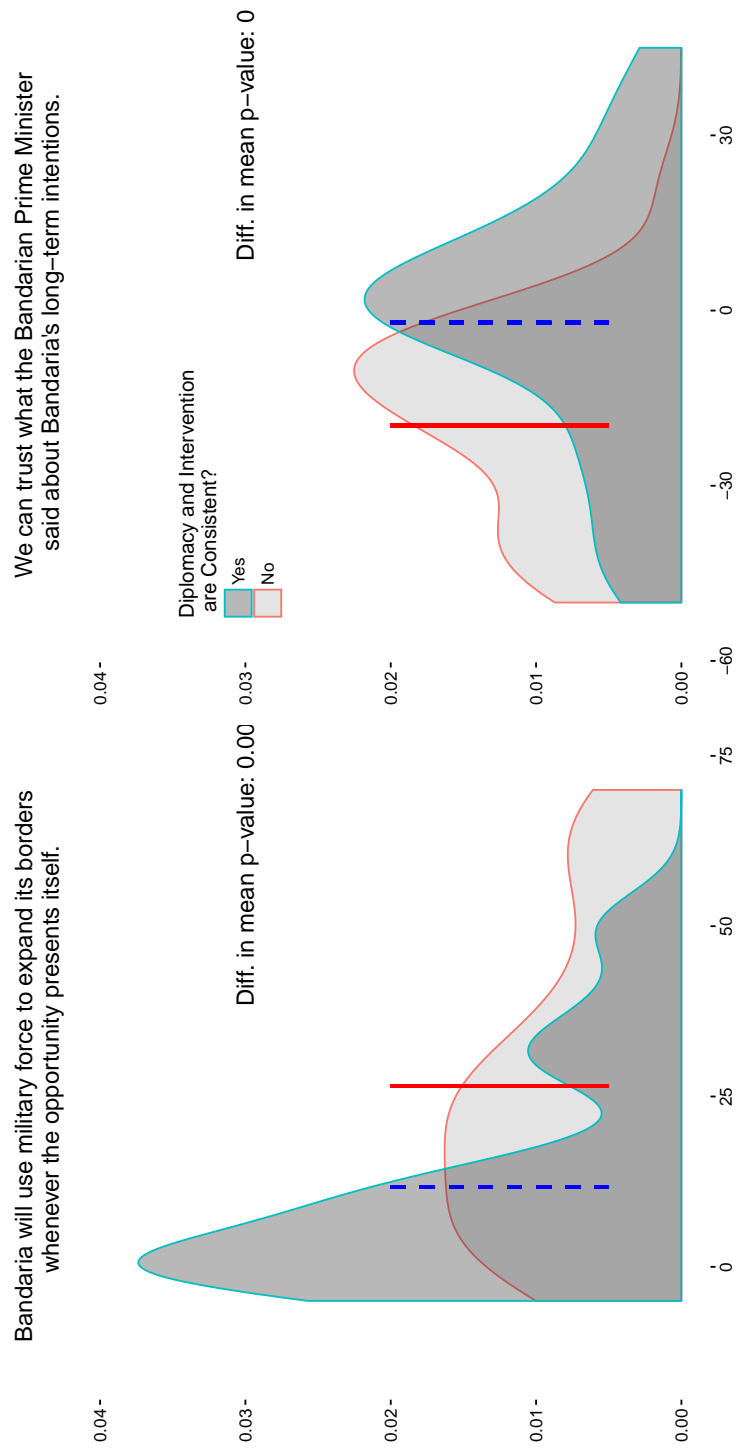 Bandaria will use military force to expand its borders
whenever the opportunity presents itself.
Diff. in mean p−value: 0.00
0.04
0.03
0.02
0.01
0.00
0
25
50
75
We can trust what the Bandarian Prime Minister
said about Bandaria's long−term intentions.
Diff. in mean p−value: 0
Diplomacy and Intervention
are Consistent?
Yes
No
0.04
0.03
0.02
0.01
0.00
−60
−30
0
30